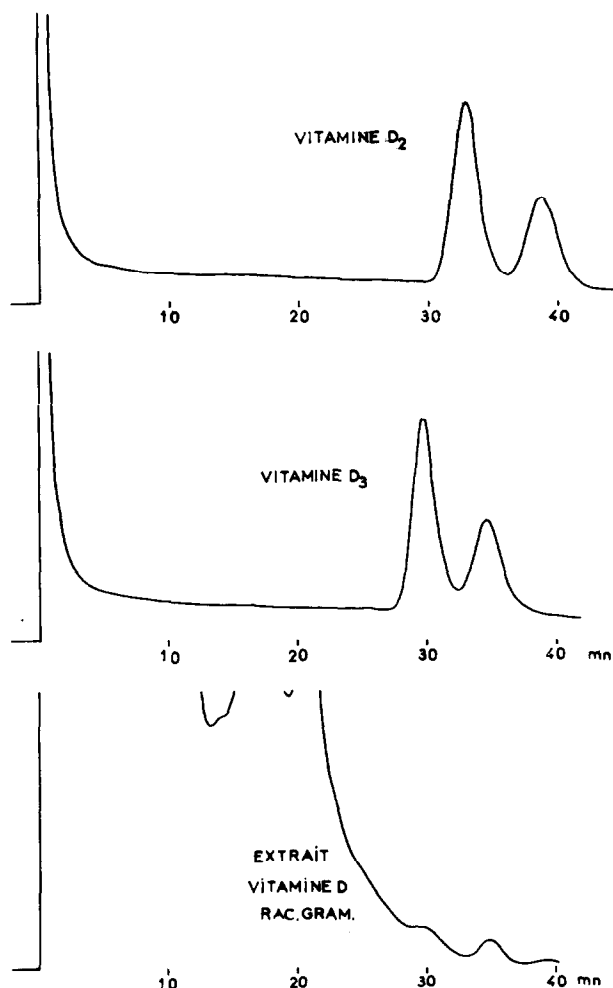 VITAMINE D2
10 20 30 40
VITAMINE D3
10 20 30 40 mn
EXTRAIT
VITAMINE D
RAC. GRAM.
10 20 30 40 mn